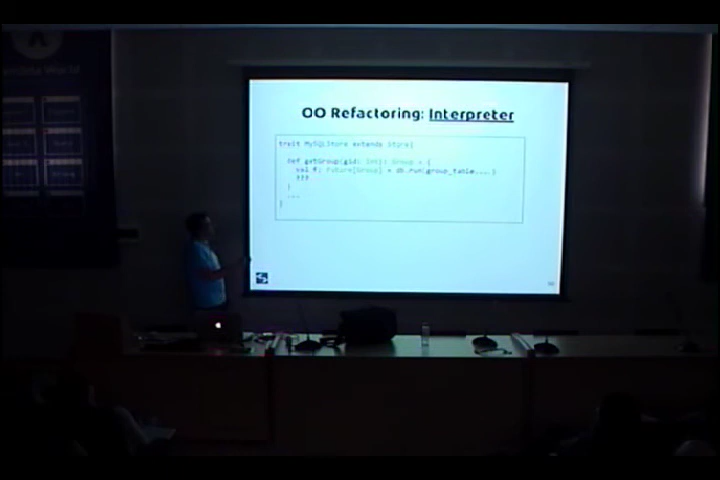 OO Refactoring: Interpreter
trait MySQLStore extends Store{
def getGroup(gid: Int): Group = {
val f: Future[Group] = db.run(group_table....)
???
}
...
}